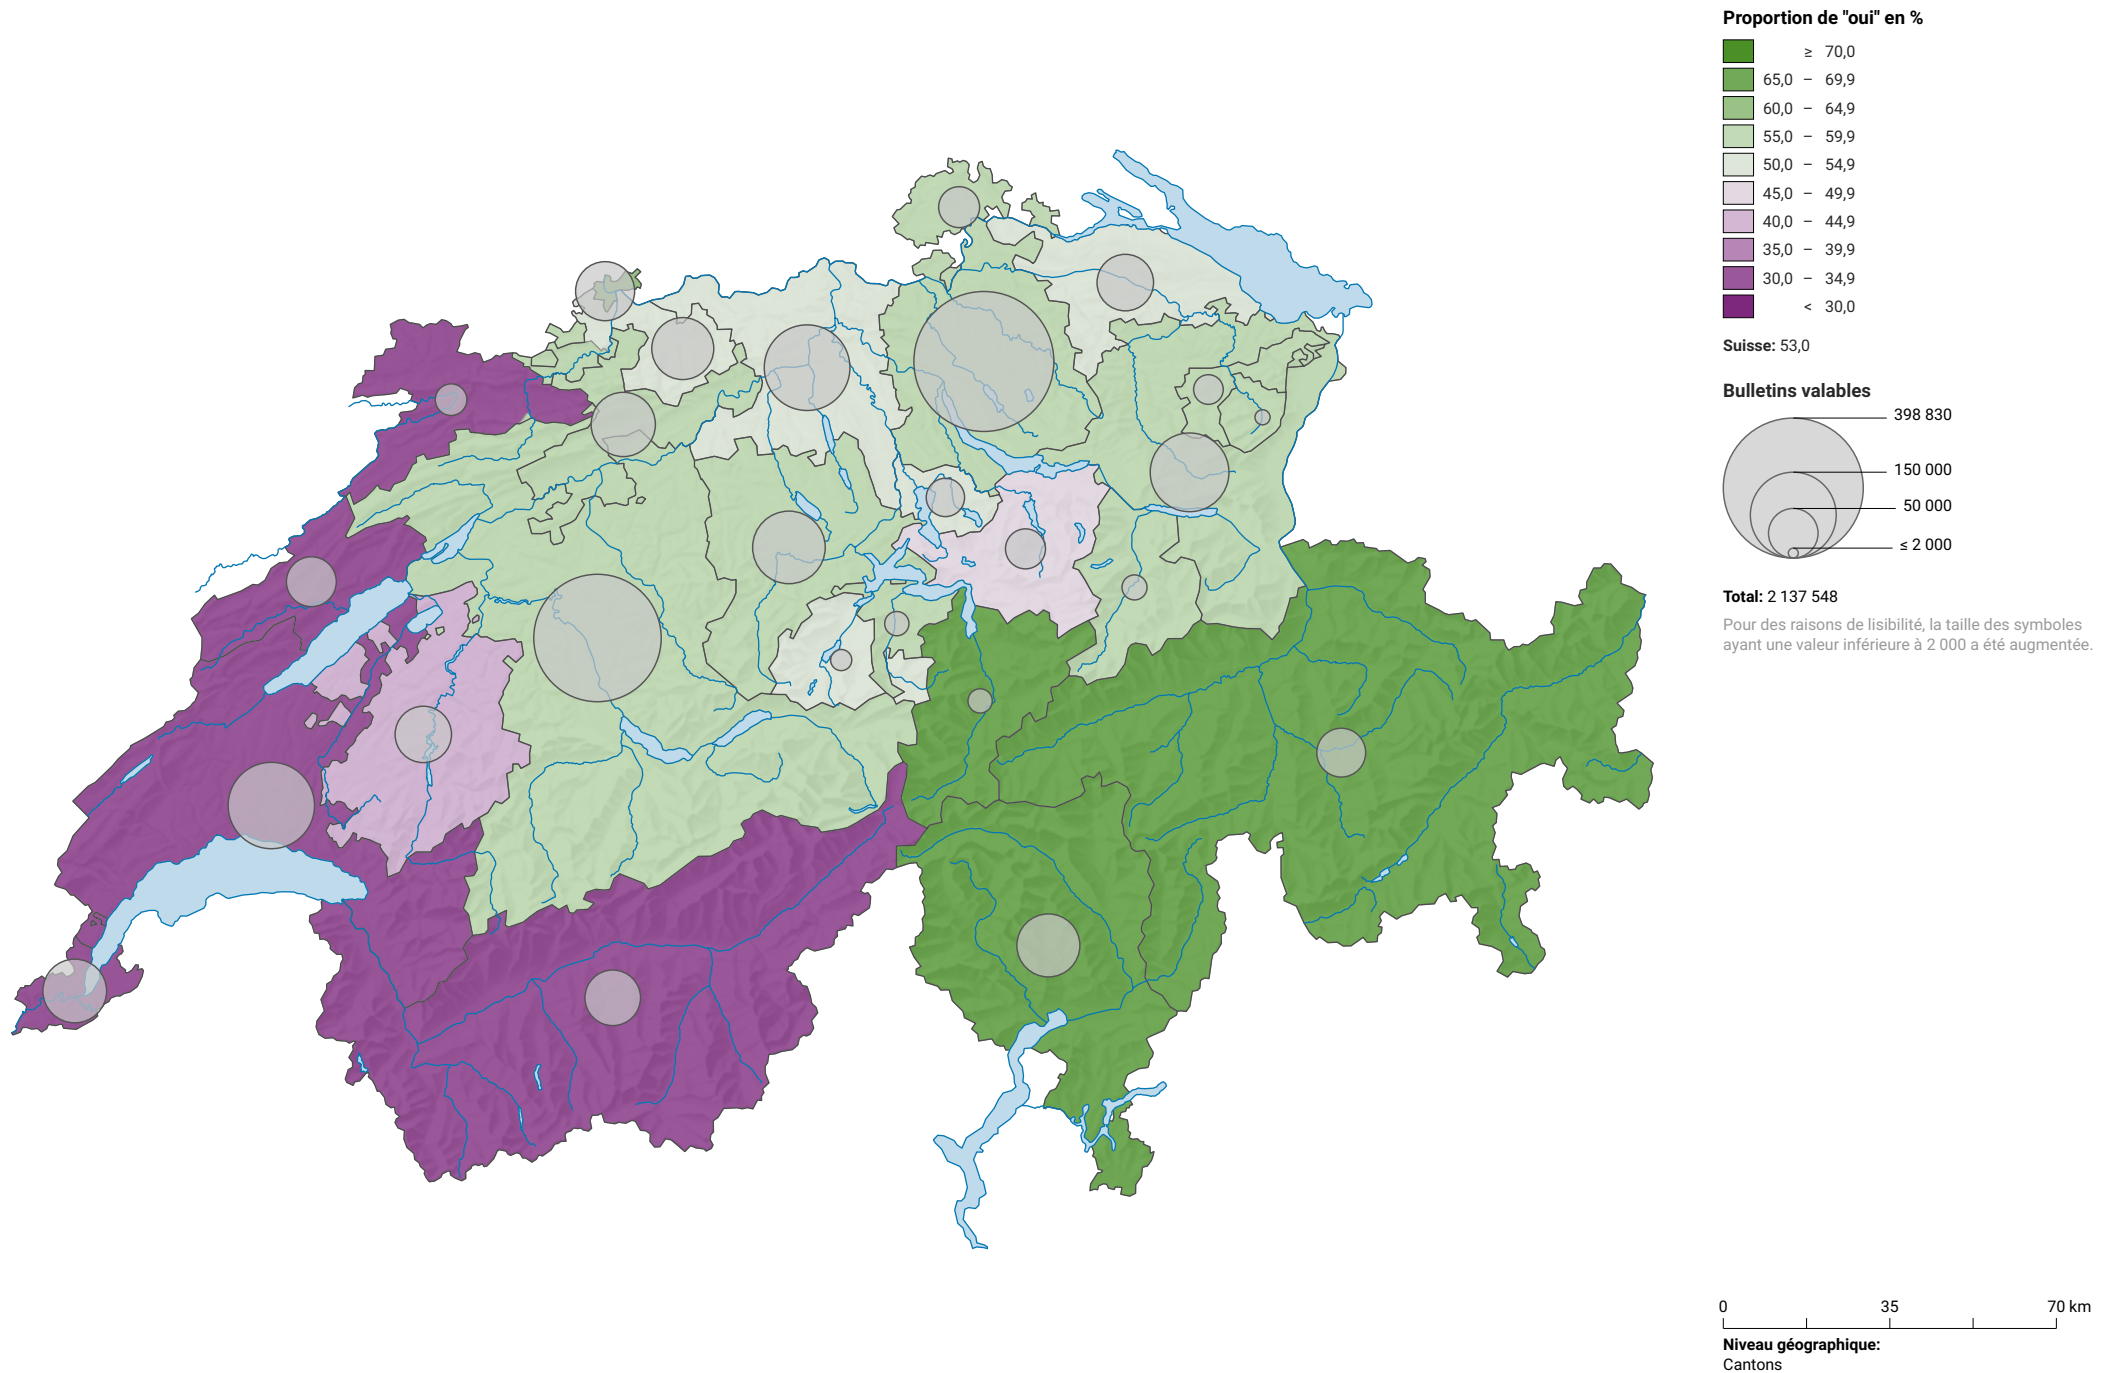 Proportion de "oui" en %
≥ 70,0
65,0 – 69,9
60,0 – 64,9
55,0 – 59,9
50,0 – 54,9
45,0 – 49,9
40,0 – 44,9
35,0 – 39,9
30,0 – 34,9
< 30,0
Suisse: 53,0
Bulletins valables
398 830
150 000
50 000
≤ 2 000
Total: 2 137 548
Pour des raisons de lisibilité, la taille des symboles
ayant une valeur inférieure à 2 000 a été augmentée.
0 35 70 km
Niveau géographique:
Cantons